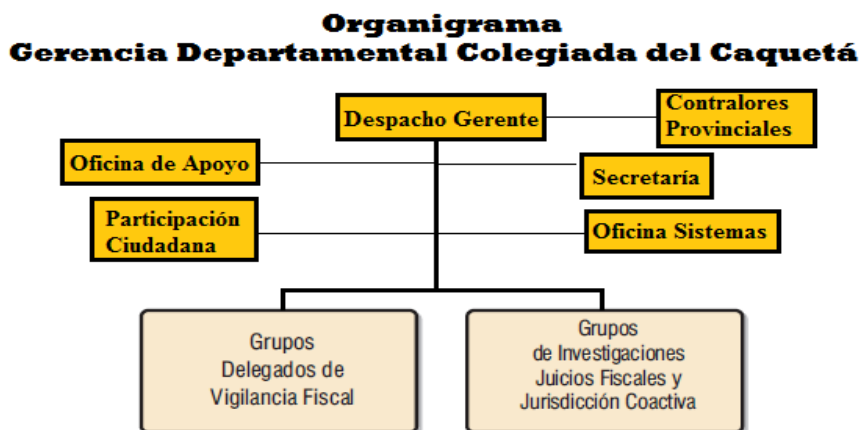 Organigrama
Gerencia Departamental Colegiada del Caquetá
Despacho Gerente
Contralores
Provinciales
Oficina de Apoyo
Secretaría
Participación
Ciudadana
Oficina Sistemas
Grupos
Delegados de
Vigilancia Fiscal
Grupos
de Investigaciones
Juicios Fiscales y
Jurisdicción Coactiva